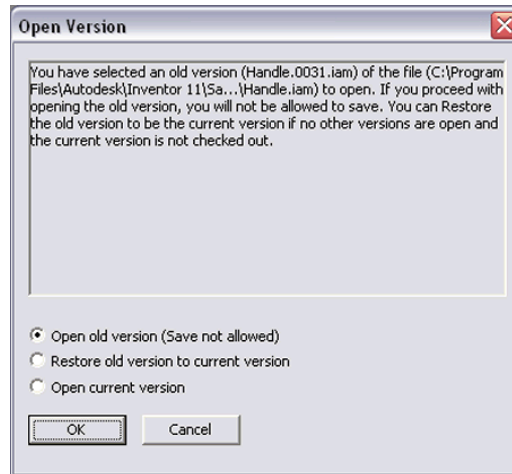 Open Version
You have selected an old version (Handle.0031.iam) of the file (C:\Program
Files\Autodesk\Inventor 11\Sa...\Handle.iam) to open. If you proceed with
opening the old version, you will not be allowed to save. You can Restore
the old version to be the current version if no other versions are open and
the current version is not checked out.
Open old version (Save not allowed)
Restore old version to current version
Open current version
OK
Cancel